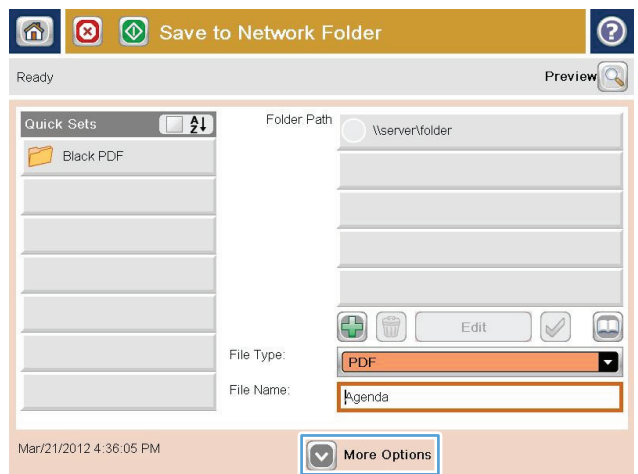 Save to Network Folder
Ready
Preview
Quick Sets
A
Z
Folder Path
\\server\folder
Black PDF
Edit
File Type:
PDF
File Name:
Agenda
Mar/21/2012 4:36:05 PM
More Options